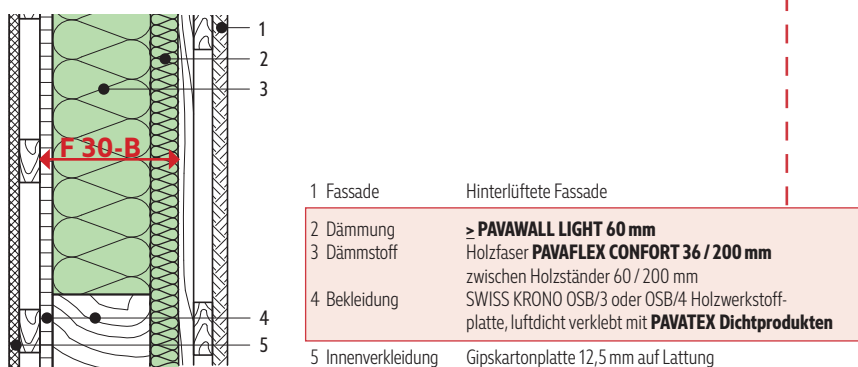 1
2
3
F 30-B
4
5
1 Fassade Hinterlüftete Fassade
2 Dämmung > PAVAWALL LIGHT 60 mm
3 Dämmstoff Holzfaser PAVAFLEX CONFORT 36 / 200 mm
zwischen Holzständer 60 / 200 mm
4 Bekleidung SWISS KRONO OSB/3 oder OSB/4 Holzwerkstoff-
platte, luftdicht verklebt mit PAVATEX Dichtprodukten
5 Innenverkleidung Gipskartonplatte 12,5 mm auf Lattung